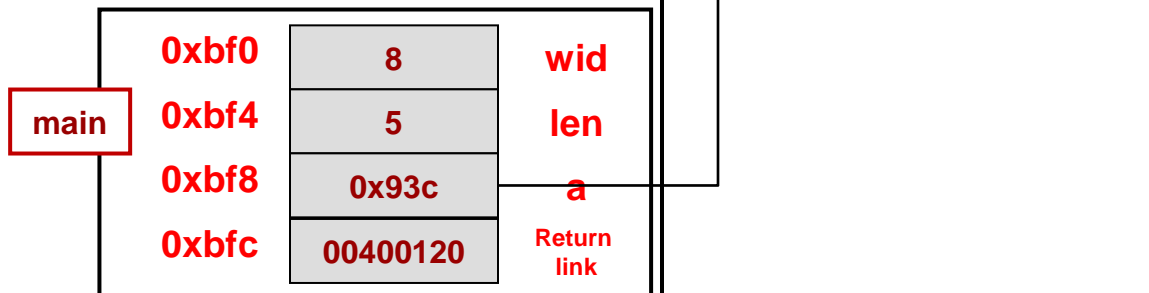 0xbf0 8 wid
main 0xbf4 5 len
0xbf8 0x93c a
0xbfc 00400120 Return
link